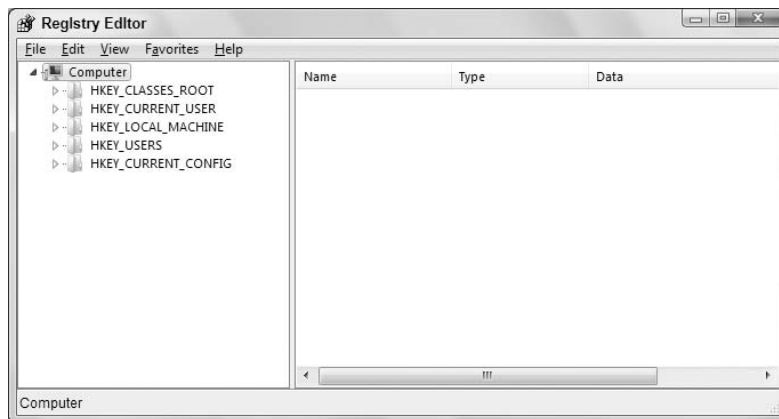 Registry Editor
File Edit View Favorites Help
Computer
HKEY_CLASSES_ROOT
HKEY_CURRENT_USER
HKEY_LOCAL_MACHINE
HKEY_USERS
HKEY_CURRENT_CONFIG
Name Type Data
Computer